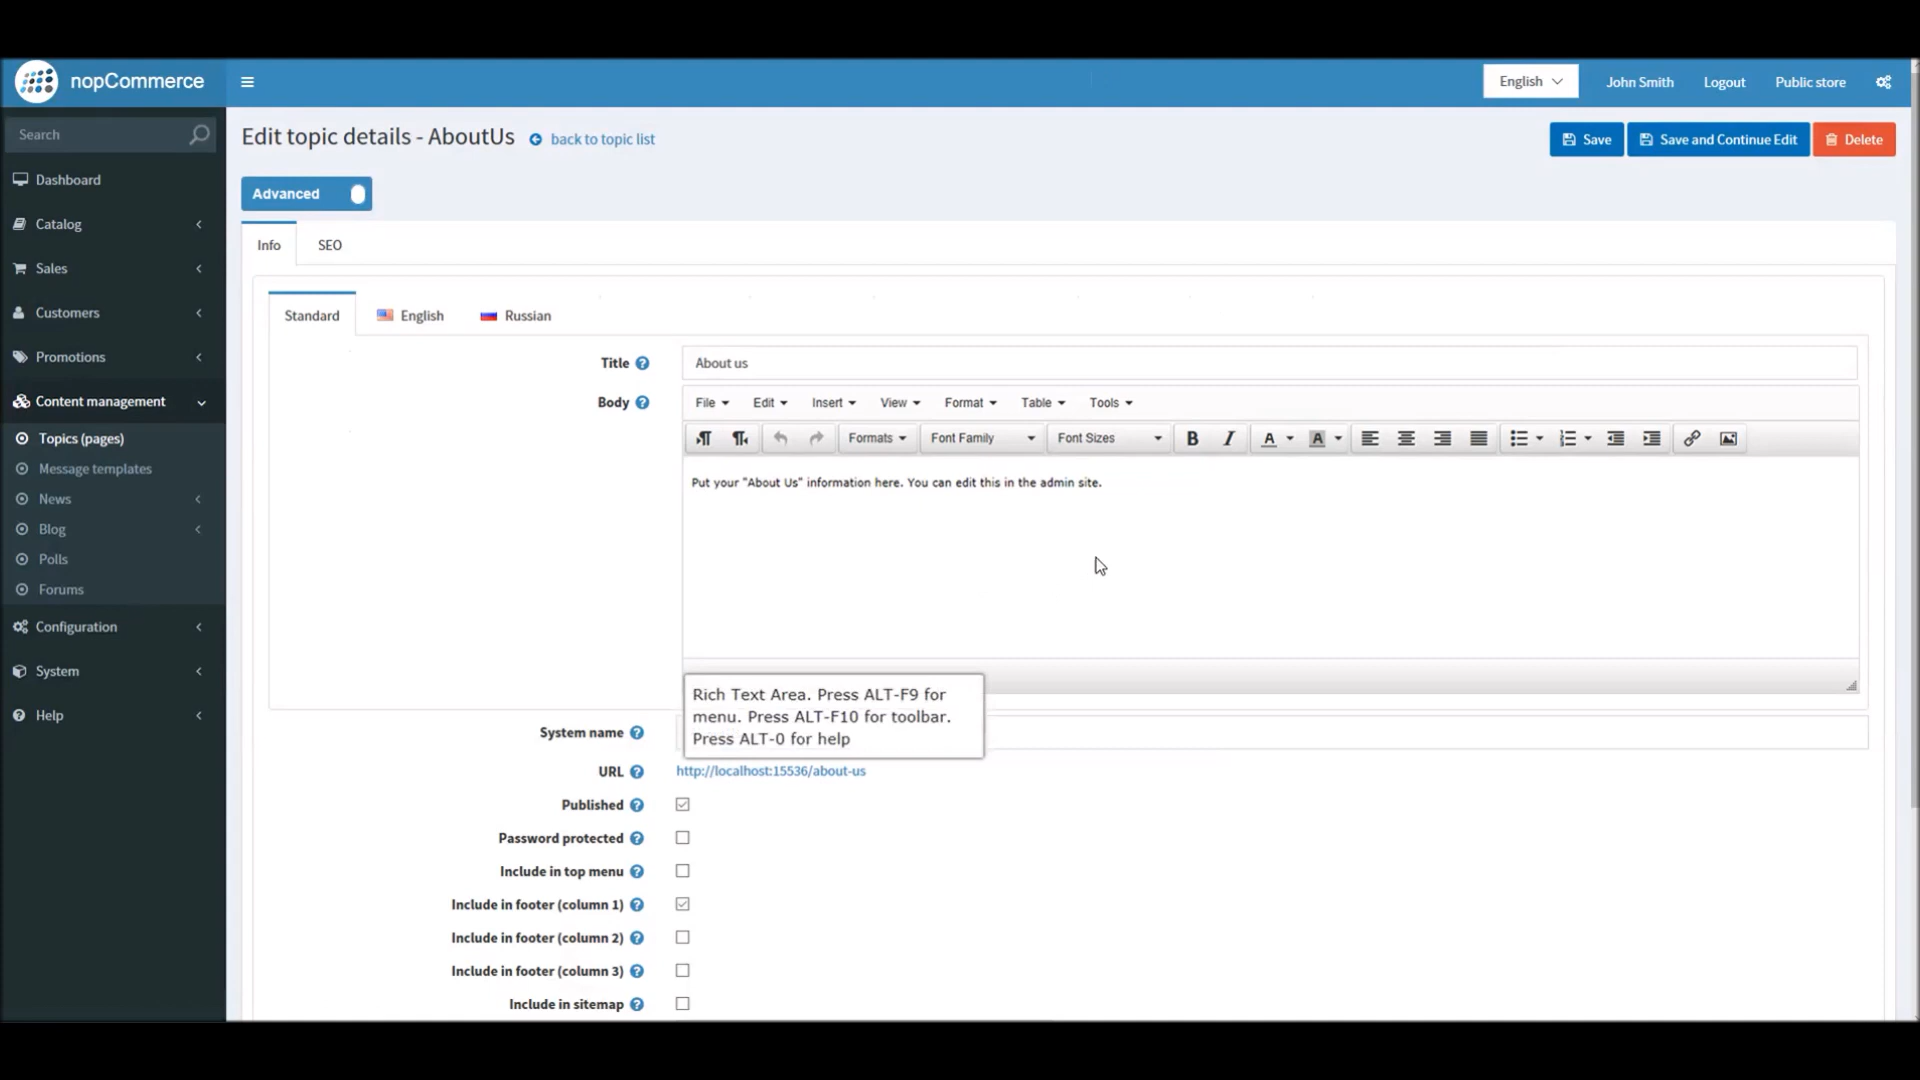 nopCommerce
English
John Smith
Logout
Public store
Search
Edit topic details - AboutUs
back to topic list
Save
Save and Continue Edit
Delete
Dashboard
Catalog
Sales
Customers
Promotions
Content management
Topics (pages)
Message templates
News
Blog
Polls
Forums
Configuration
System
Help
Advanced
Info
SEO
Standard
English
Russian
Title
About us
Body
File
Edit
Insert
View
Format
Table
Tools
Formats
Font Family
Font Sizes
B
I
A
A
Put your "About Us" information here. You can edit this in the admin site.
Rich Text Area. Press ALT-F9 for
menu. Press ALT-F10 for toolbar.
Press ALT-0 for help
System name
URL
http://localhost:15536/about-us
Published
Password protected
Include in top menu
Include in footer (column 1)
Include in footer (column 2)
Include in footer (column 3)
Include in sitemap